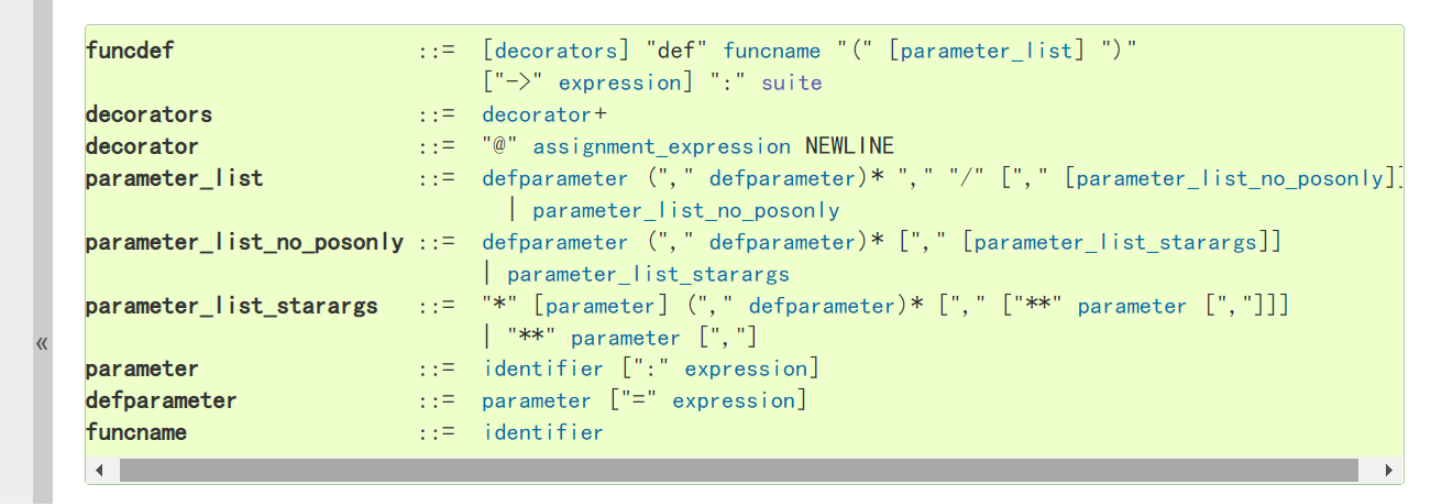 funcdef ::= [decorators] "def" funcname "(" [parameter_list] ")"
["->" expression] ":" suite
decorators ::= decorator+
decorator ::= "@" assignment_expression NEWLINE
parameter_list ::= defparameter ("," defparameter)* "," "/" ["," [parameter_list_no_posonly]]
| parameter_list_no_posonly
parameter_list_no_posonly ::= defparameter ("," defparameter)* ["," [parameter_list_starargs]]
| parameter_list_starargs
parameter_list_starargs ::= "*" [parameter] ("," defparameter)* ["," ["**" parameter [","]]]
| "**" parameter [","]
«
parameter ::= identifier [":" expression]
defparameter ::= parameter ["=" expression]
funcname ::= identifier